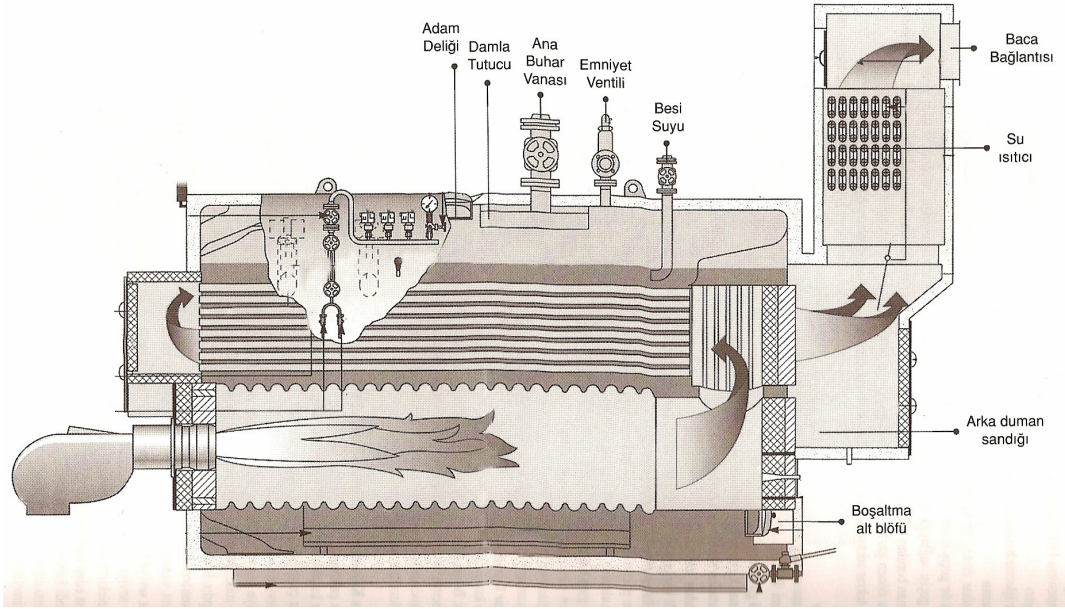 Adam
Deliği
Damla
Tutucu
Ana
Buhar
Vanası
Emniyet
Ventili
Besi
Suyu
Baca
Bağlantısı
Su
ısıtıcı
Arka duman
sandığı
Boşaltma
alt blöfü